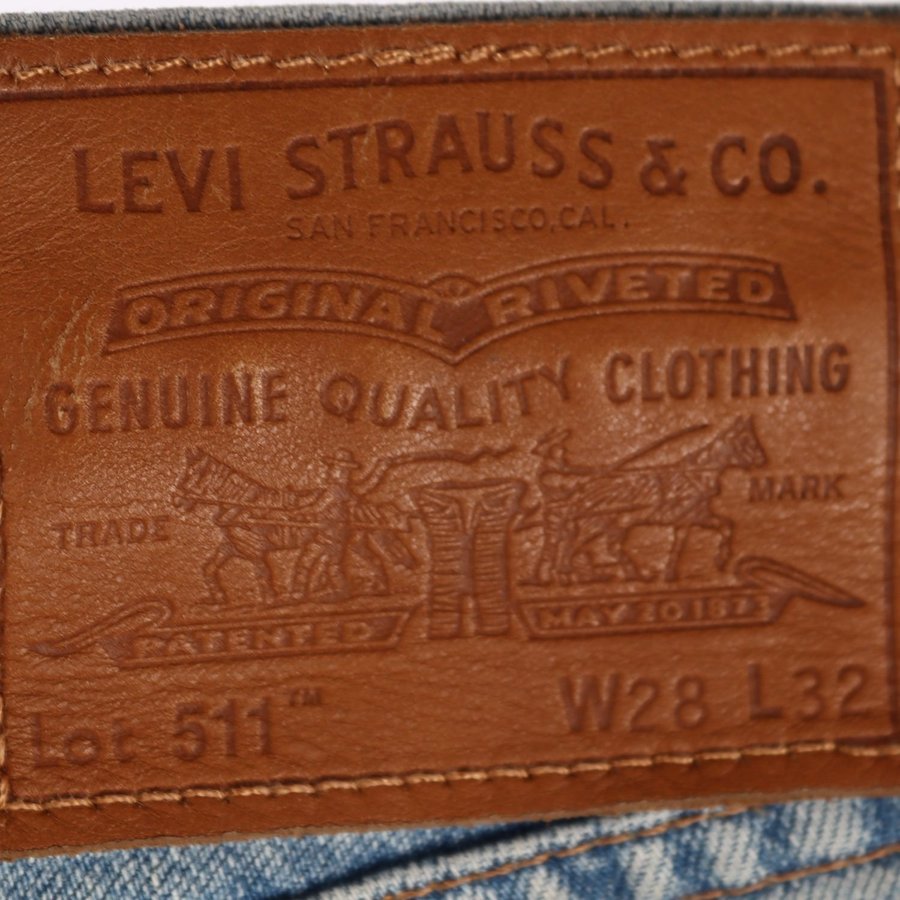 LEVI STRAUSS & CO.
SAN FRANCISCO, CAL.
ORIGINAL RIVETED
GENUINE QUALITY CLOTHING
TRADE MARK
PATENTED MAY 20 1873
Lot 511™ W28 L32